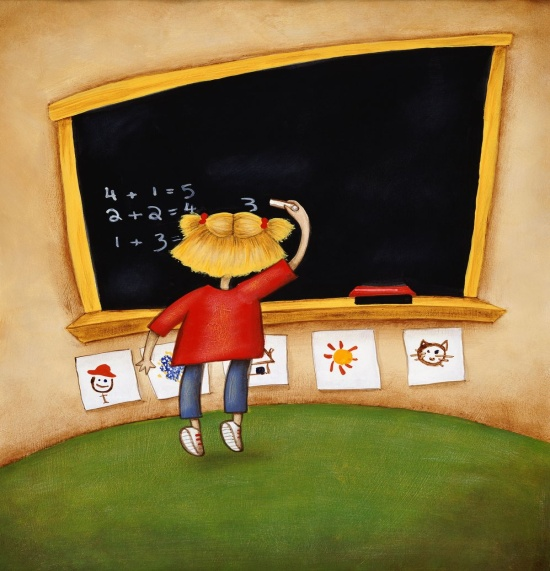 4 + 1 = 5
2 + 2 = 4
1 + 3 =
3